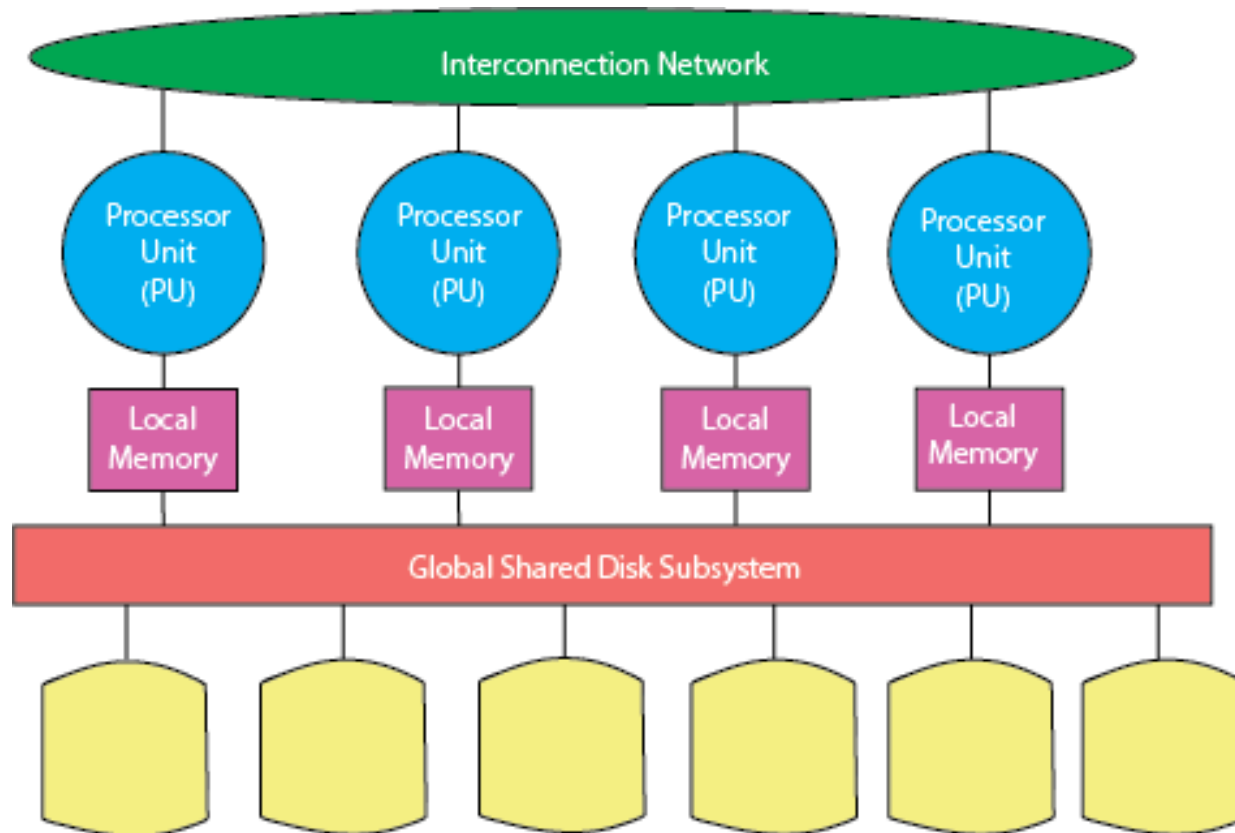 Interconnection Network
Processor
Unit
(PU)
Processor
Unit
(PU)
Processor
Unit
(PU)
Processor
Unit
(PU)
Local
Memory
Local
Memory
Local
Memory
Local
Memory
Global Shared Disk Subsystem